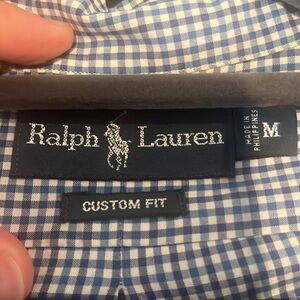 Ralph Lauren
MADE IN
PHILIPPINES
M
CUSTOM FIT